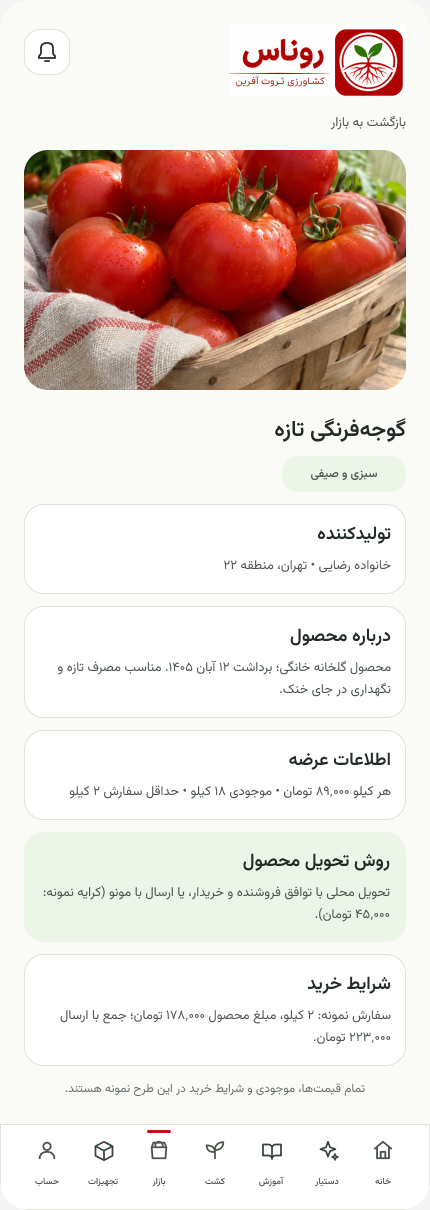 روناس
کشاورزی ثروت آفرین
بازگشت به بازار
گوجه‌فرنگی تازه
سبزی و صیفی
تولیدکننده
خانواده رضایی • تهران، منطقه ۲۲
درباره محصول
محصول گلخانه خانگی؛ برداشت ۱۲ آبان ۱۴۰۵. مناسب مصرف تازه و
نگهداری در جای خنک.
اطلاعات عرضه
هر کیلو ۸۹,۰۰۰ تومان • موجودی ۱۸ کیلو • حداقل سفارش ۲ کیلو
روش تحویل محصول
تحویل محلی با توافق فروشنده و خریدار، یا ارسال با مونو (کرایه نمونه:
۴۵,۰۰۰ تومان).
شرایط خرید
سفارش نمونه: ۲ کیلو، مبلغ محصول ۱۷۸,۰۰۰ تومان؛ جمع با ارسال
۲۲۳,۰۰۰ تومان.
تمام قیمت‌ها، موجودی و شرایط خرید در این طرح نمونه هستند.
خانه
دستیار
آموزش
کشت
بازار
تجهیزات
حساب